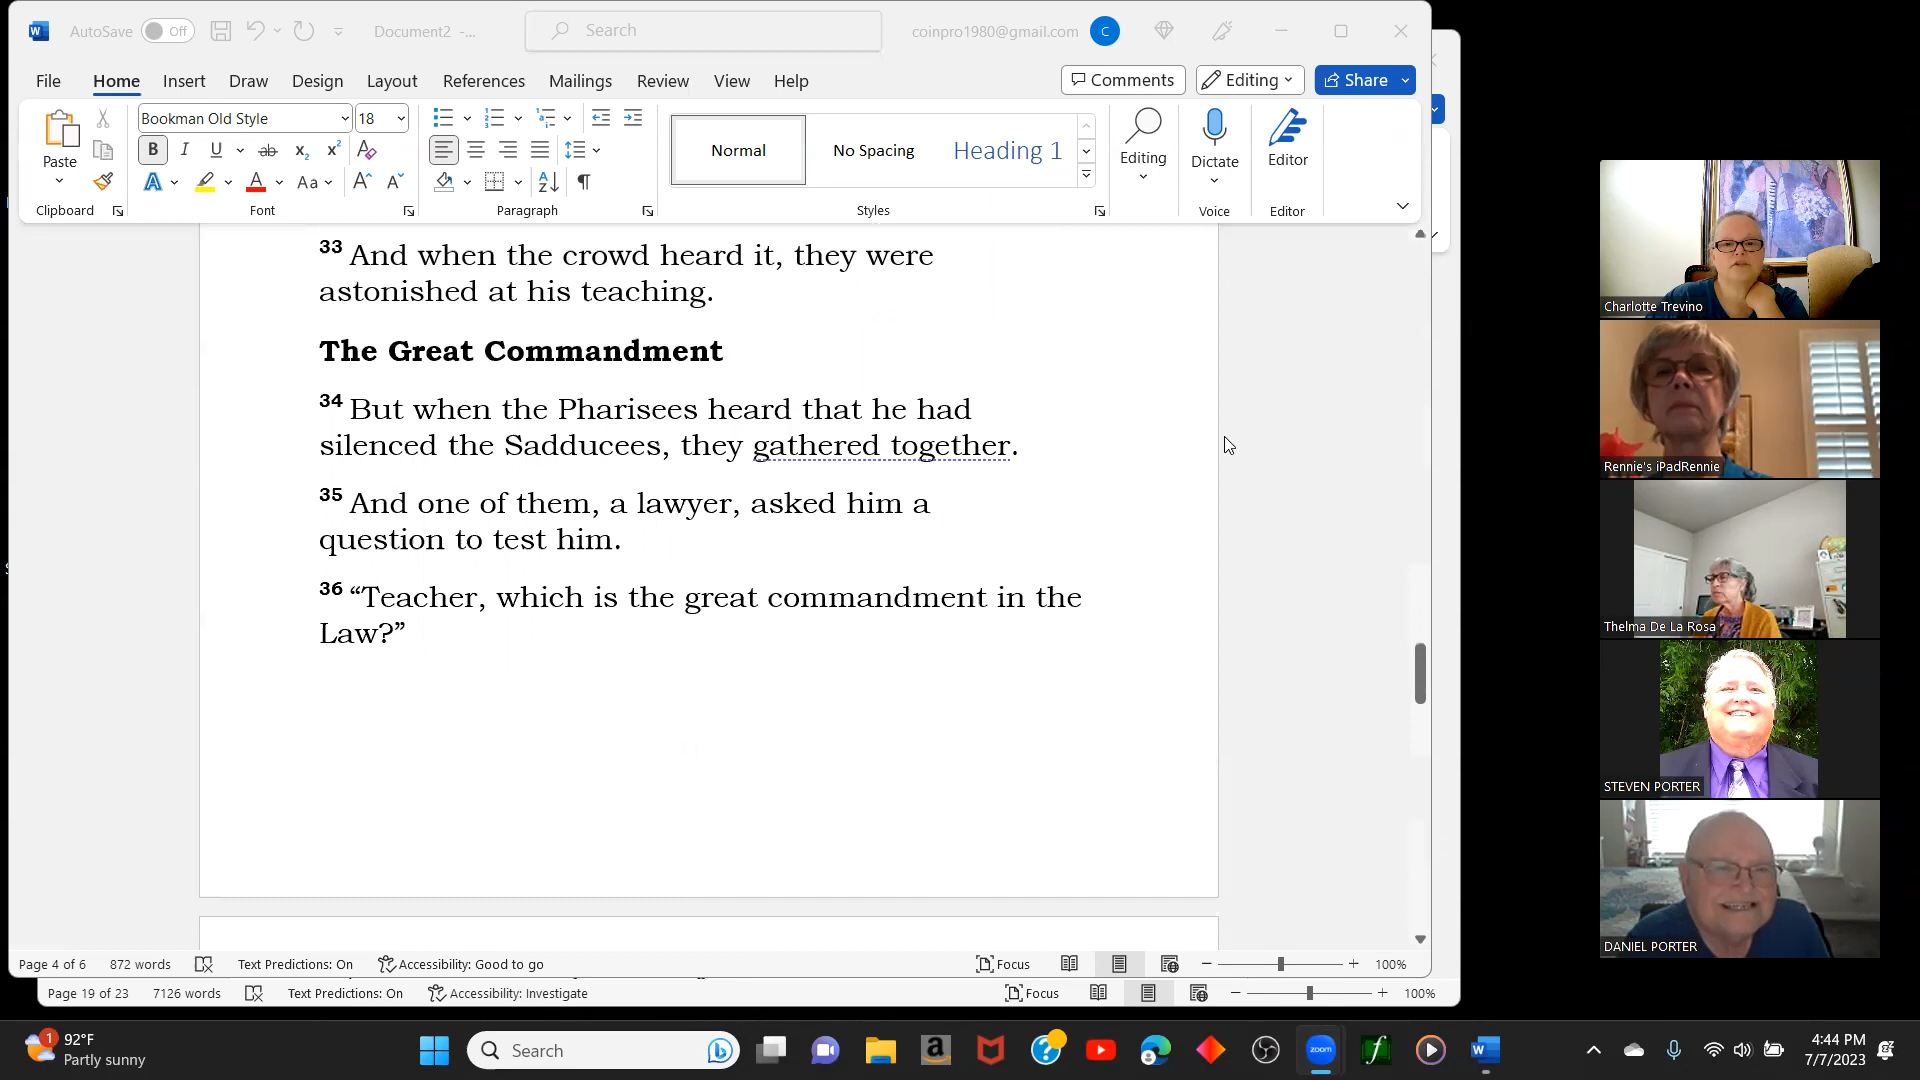 AutoSave Off Document2 -... Search coinpro1980@gmail.com C
File Home Insert Draw Design Layout References Mailings Review View Help Comments Editing Share
Bookman Old Style 18
Paste
Normal No Spacing Heading 1
Editing Dictate Editor
Clipboard Font Paragraph Styles Voice Editor
33 And when the crowd heard it, they were
astonished at his teaching.
The Great Commandment
34 But when the Pharisees heard that he had
silenced the Sadducees, they gathered together.
35 And one of them, a lawyer, asked him a
question to test him.
36 “Teacher, which is the great commandment in the
Law?”
Page 4 of 6 872 words Text Predictions: On Accessibility: Good to go Focus 100%
Page 19 of 23 7126 words Text Predictions: On Accessibility: Investigate Focus 100%
Charlotte Trevino
Rennie's iPadRennie
Thelma De La Rosa
STEVEN PORTER
DANIEL PORTER
1 92°F
Partly sunny
Search
zoom
4:44 PM
7/7/2023